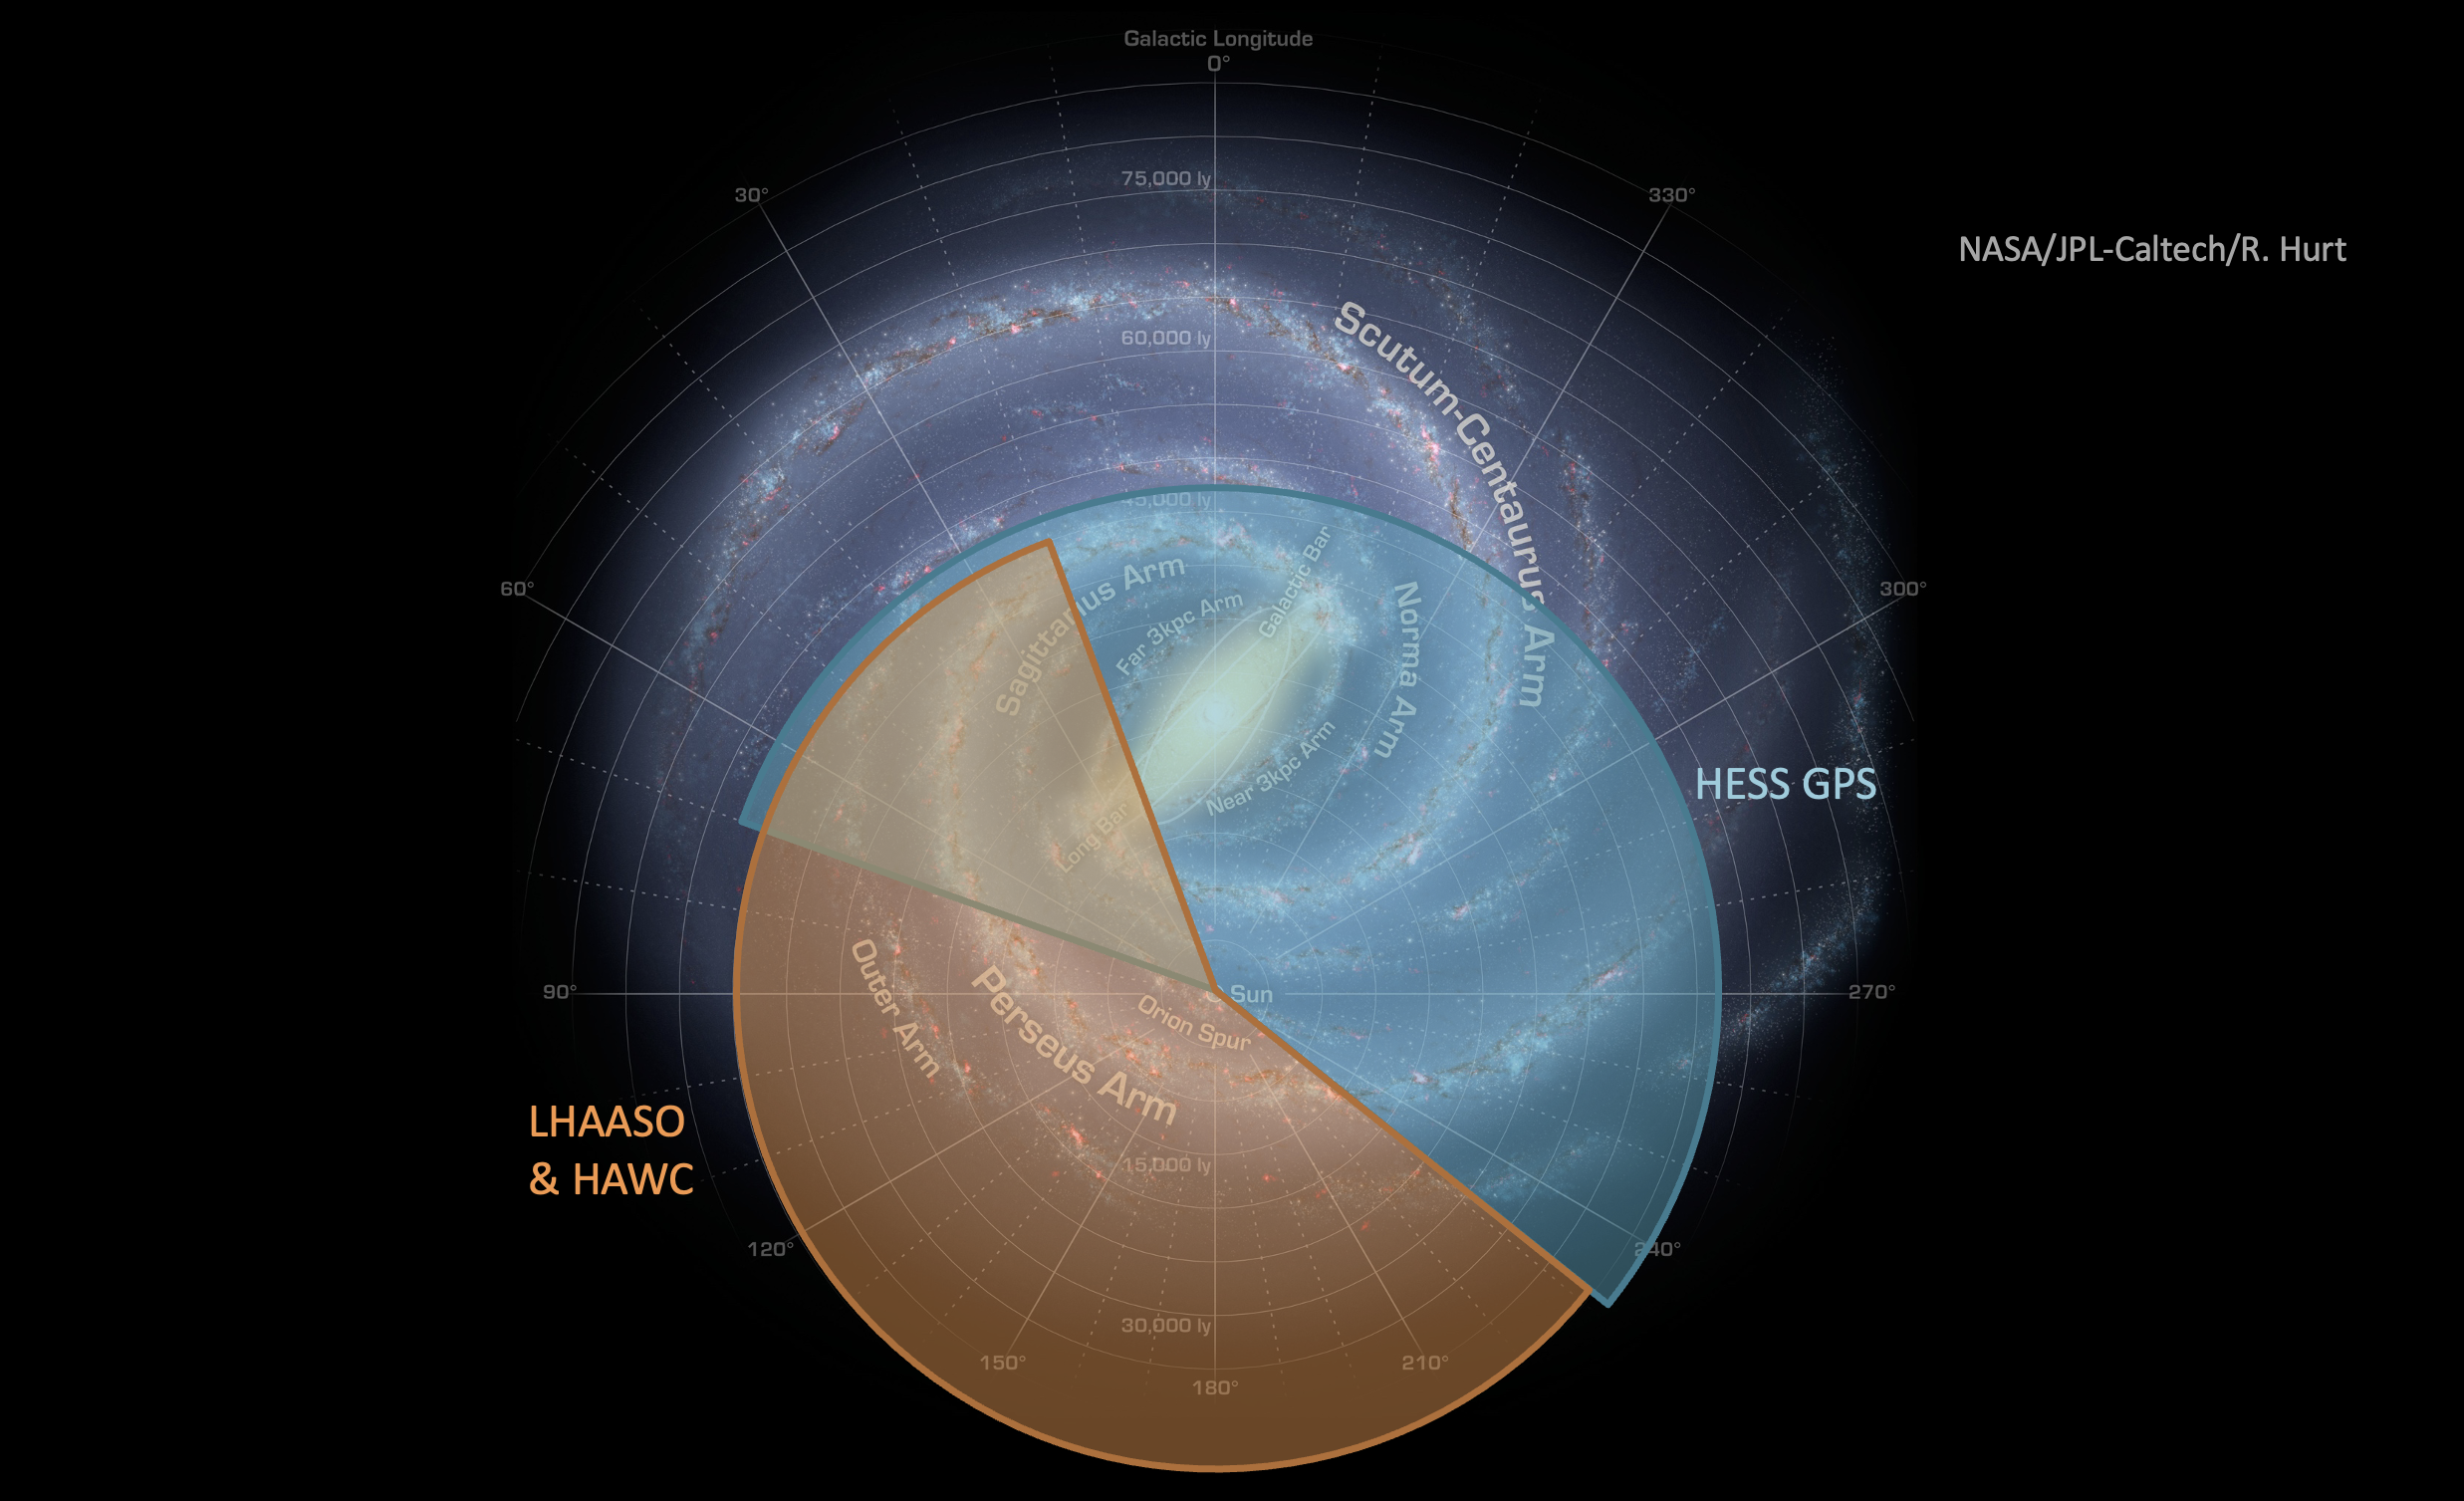 Galactic Longitude
0°
30°
330°
75,000 ly
NASA/JPL-Caltech/R. Hurt
60,000 ly
Scutum-Centaurus Arm
45,000 ly
60°
300°
Sagittarius Arm
Far 3kpc Arm
Galactic Bar
Norma Arm
Near 3kpc Arm
Long Bar
HESS GPS
90°
Sun
270°
Outer Arm
Perseus Arm
Orion Spur
LHAASO
& HAWC
15,000 ly
120°
240°
30,000 ly
150°
210°
180°